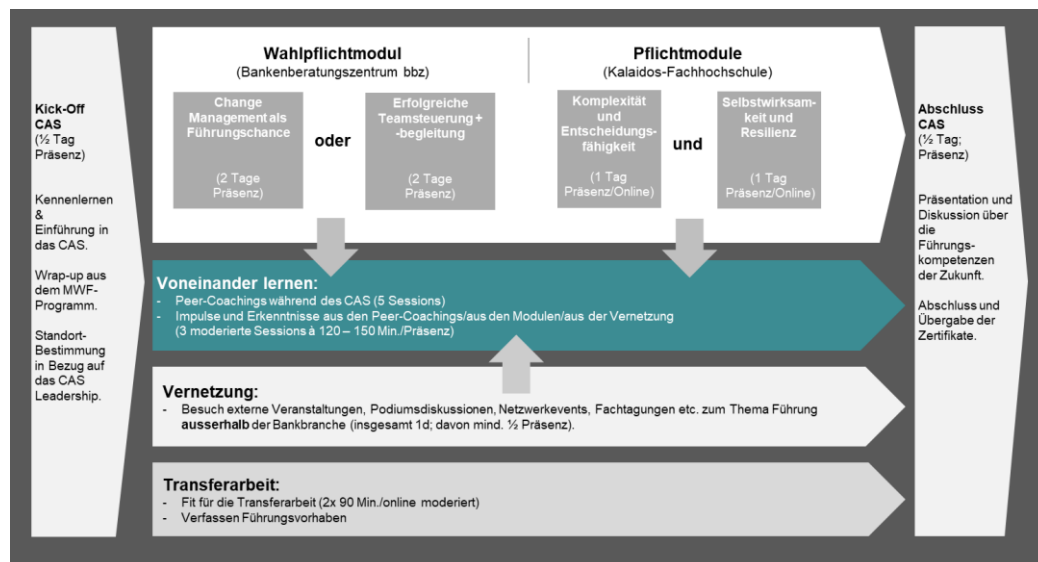 Kick-Off
CAS
(½ Tag
Präsenz)
Kennenlernen
&
Einführung in
das CAS.
Wrap-up aus
dem MWF-
Programm.
Standort-
Bestimmung
in Bezug auf
das CAS
Leadership.
Wahlpflichtmodul
(Bankenberatungszentrum bbz)
Change
Management als
Führungschance
(2 Tage
Präsenz)
oder
Erfolgreiche
Teamsteuerung +
-begleitung
(2 Tage
Präsenz)
Pflichtmodule
(Kalaidos-Fachhochschule)
Komplexität
und
Entscheidungs-
fähigkeit
(1 Tag
Präsenz/Online)
und
Selbstwirksam-
keit und
Resilienz
(1 Tag
Präsenz/Online)
Voneinander lernen:
- Peer-Coachings während des CAS (5 Sessions)
- Impulse und Erkenntnisse aus den Peer-Coachings/aus den Modulen/aus der Vernetzung
(3 moderierte Sessions à 120 – 150 Min./Präsenz)
Vernetzung:
- Besuch externe Veranstaltungen, Podiumsdiskussionen, Netzwerkevents, Fachtagungen etc. zum Thema Führung
ausserhalb der Bankbranche (insgesamt 1d; davon mind. ½ Präsenz).
Transferarbeit:
- Fit für die Transferarbeit (2x 90 Min./online moderiert)
- Verfassen Führungsvorhaben
Abschluss
CAS
(½ Tag;
Präsenz)
Präsentation und
Diskussion über
die
Führungs-
kompetenzen
der Zukunft.
Abschluss und
Übergabe der
Zertifikate.